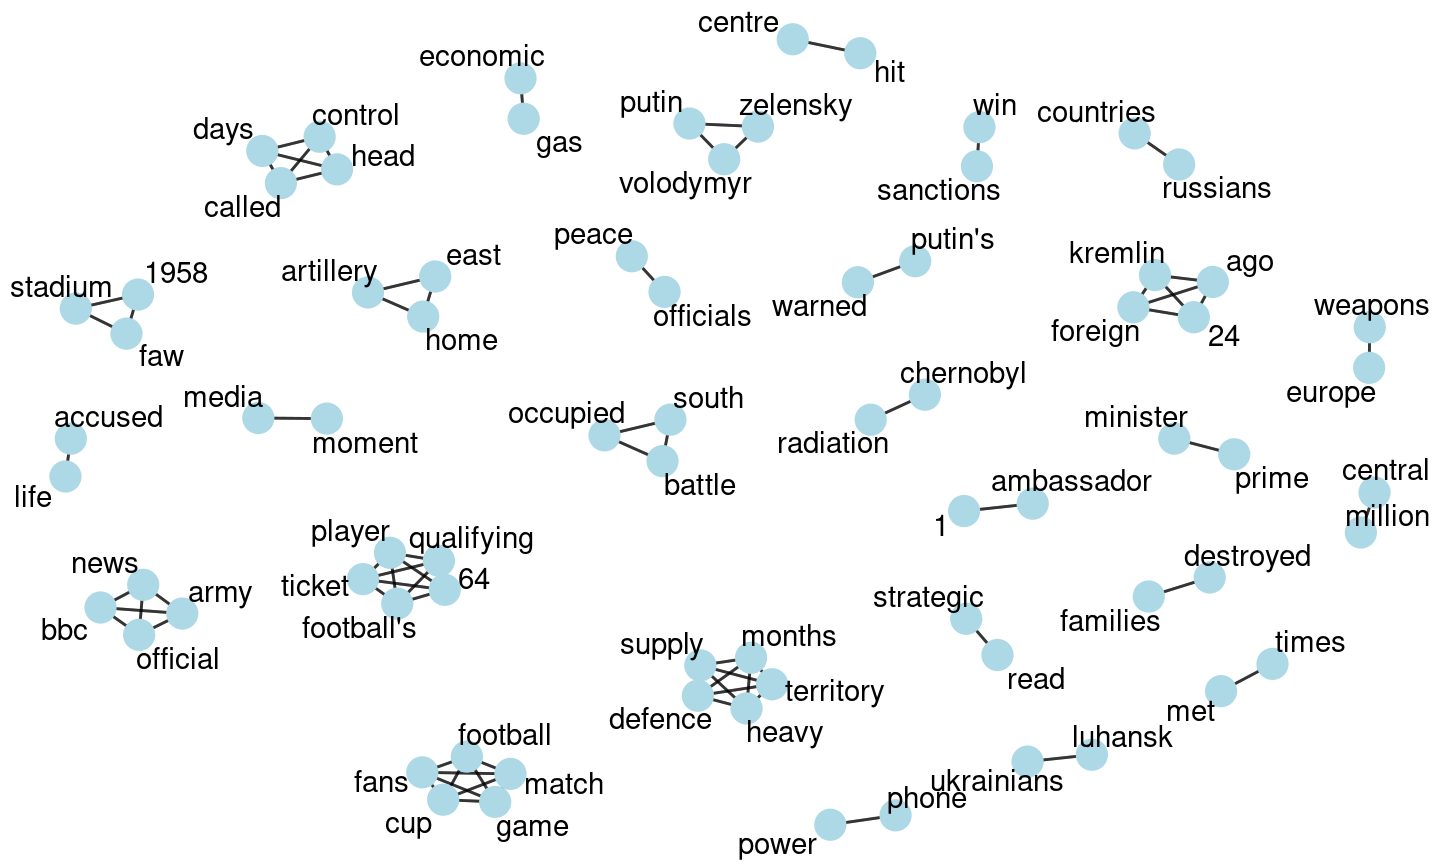 centre
hit
economic
gas
putin
zelensky
volodymyr
win
sanctions
countries
russians
days
control
head
called
stadium
1958
faw
artillery
east
home
peace
officials
putin's
warned
kremlin
ago
foreign
24
weapons
europe
accused
life
media
moment
occupied
south
battle
chernobyl
radiation
minister
prime
ambassador
1
central
million
news
army
bbc
official
player
qualifying
ticket
64
football's
strategic
read
destroyed
families
supply
months
territory
defence
heavy
times
met
football
fans
match
cup
game
luhansk
ukrainians
phone
power